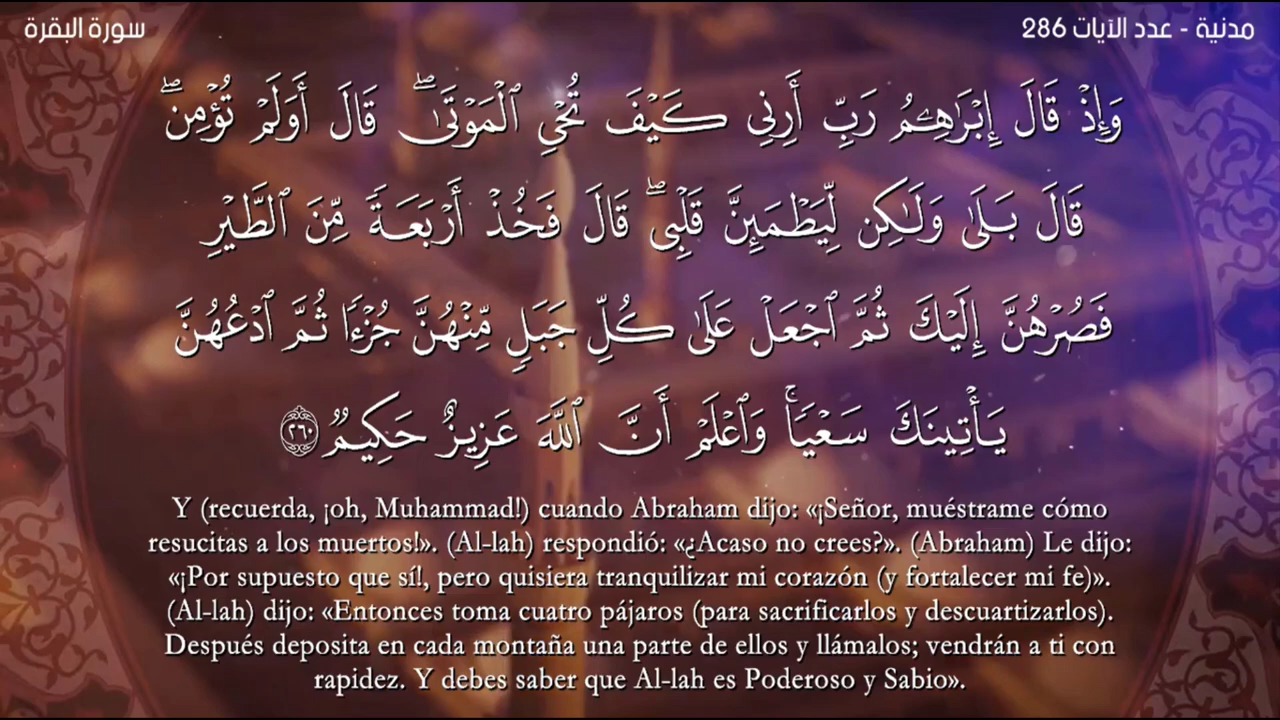 مدنية - عدد الآيات 286
سورة البقرة
وَإِذۡ قَالَ إِبۡرَٰهِـۧمُ رَبِّ أَرِنِي كَيۡفَ تُحۡيِ ٱلۡمَوۡتَىٰۖ قَالَ أَوَلَمۡ تُؤۡمِنۖ
قَالَ بَلَىٰ وَلَٰكِن لِّيَطۡمَئِنَّ قَلۡبِيۖ قَالَ فَخُذۡ أَرۡبَعَةٗ مِّنَ ٱلطَّيۡرِ
فَصُرۡهُنَّ إِلَيۡكَ ثُمَّ ٱجۡعَلۡ عَلَىٰ كُلِّ جَبَلٖ مِّنۡهُنَّ جُزۡءٗا ثُمَّ ٱدۡعُهُنَّ
يَأۡتِينَكَ سَعۡيٗاۚ وَٱعۡلَمۡ أَنَّ ٱللَّهَ عَزِيزٌ حَكِيمٞ ٢٦٠
Y (recuerda, ¡oh, Muhammad!) cuando Abraham dijo: «¡Señor, muéstrame cómo
resucitas a los muertos!». (Al-lah) respondió: «¿Acaso no crees?». (Abraham) Le dijo:
«¡Por supuesto que sí!, pero quisiera tranquilizar mi corazón (y fortalecer mi fe)».
(Al-lah) dijo: «Entonces toma cuatro pájaros (para sacrificarlos y descuartizarlos).
Después deposita en cada montaña una parte de ellos y llámalos; vendrán a ti con
rapidez. Y debes saber que Al-lah es Poderoso y Sabio».